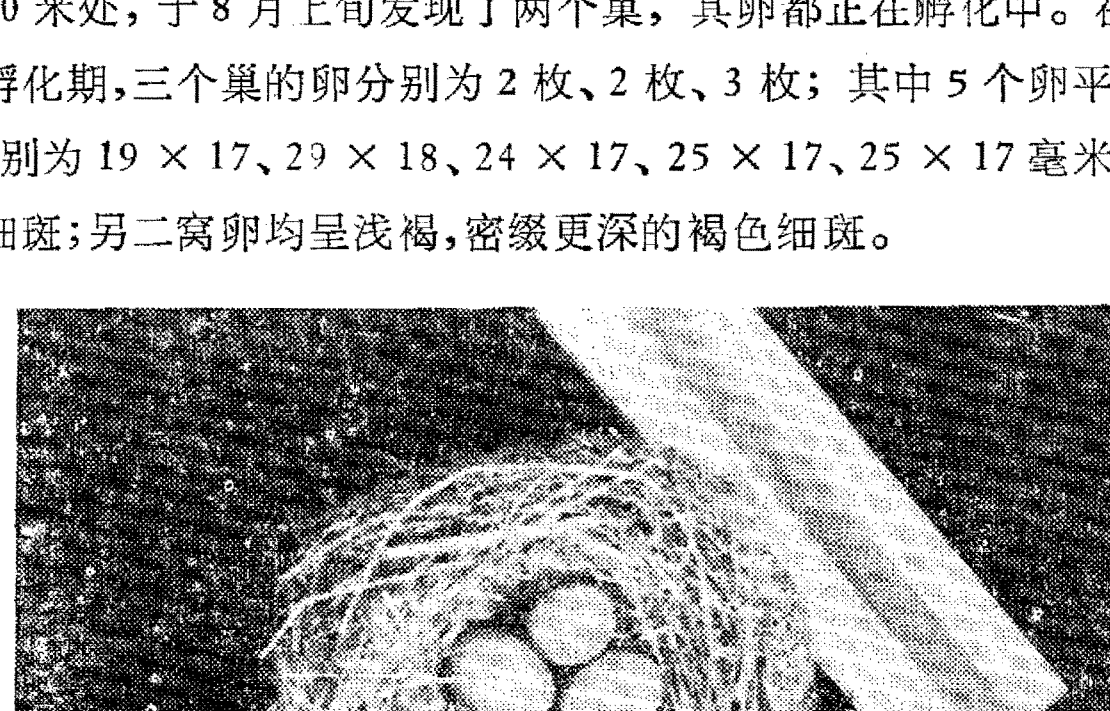 0 米处，于 8 月上旬发现了两个巢，其卵都正在孵化中。在
孵化期，三个巢的卵分别为 2 枚、2 枚、3 枚；其中 5 个卵平
别为 19 × 17、29 × 18、24 × 17、25 × 17、25 × 17 毫米
细斑；另二窝卵均呈浅褐，密缀更深的褐色细斑。